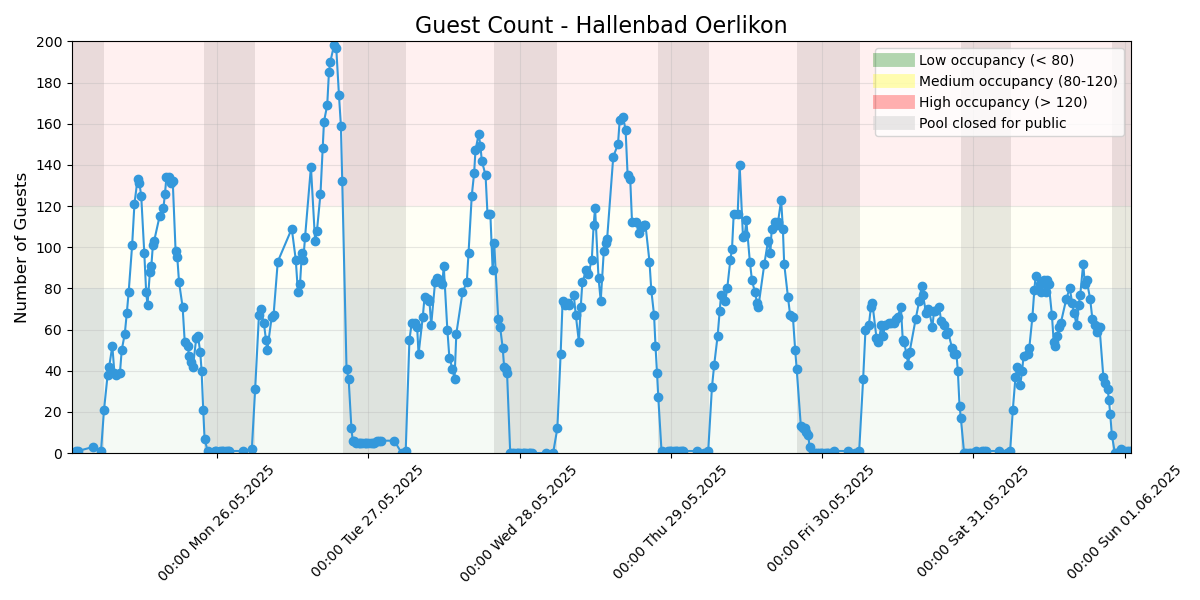 Guest Count - Hallenbad Oerlikon
Number of Guests
200
180
160
140
120
100
80
60
40
20
0
Low occupancy (< 80)
Medium occupancy (80-120)
High occupancy (> 120)
Pool closed for public
00:00 Mon 26.05.2025
00:00 Tue 27.05.2025
00:00 Wed 28.05.2025
00:00 Thu 29.05.2025
00:00 Fri 30.05.2025
00:00 Sat 31.05.2025
00:00 Sun 01.06.2025